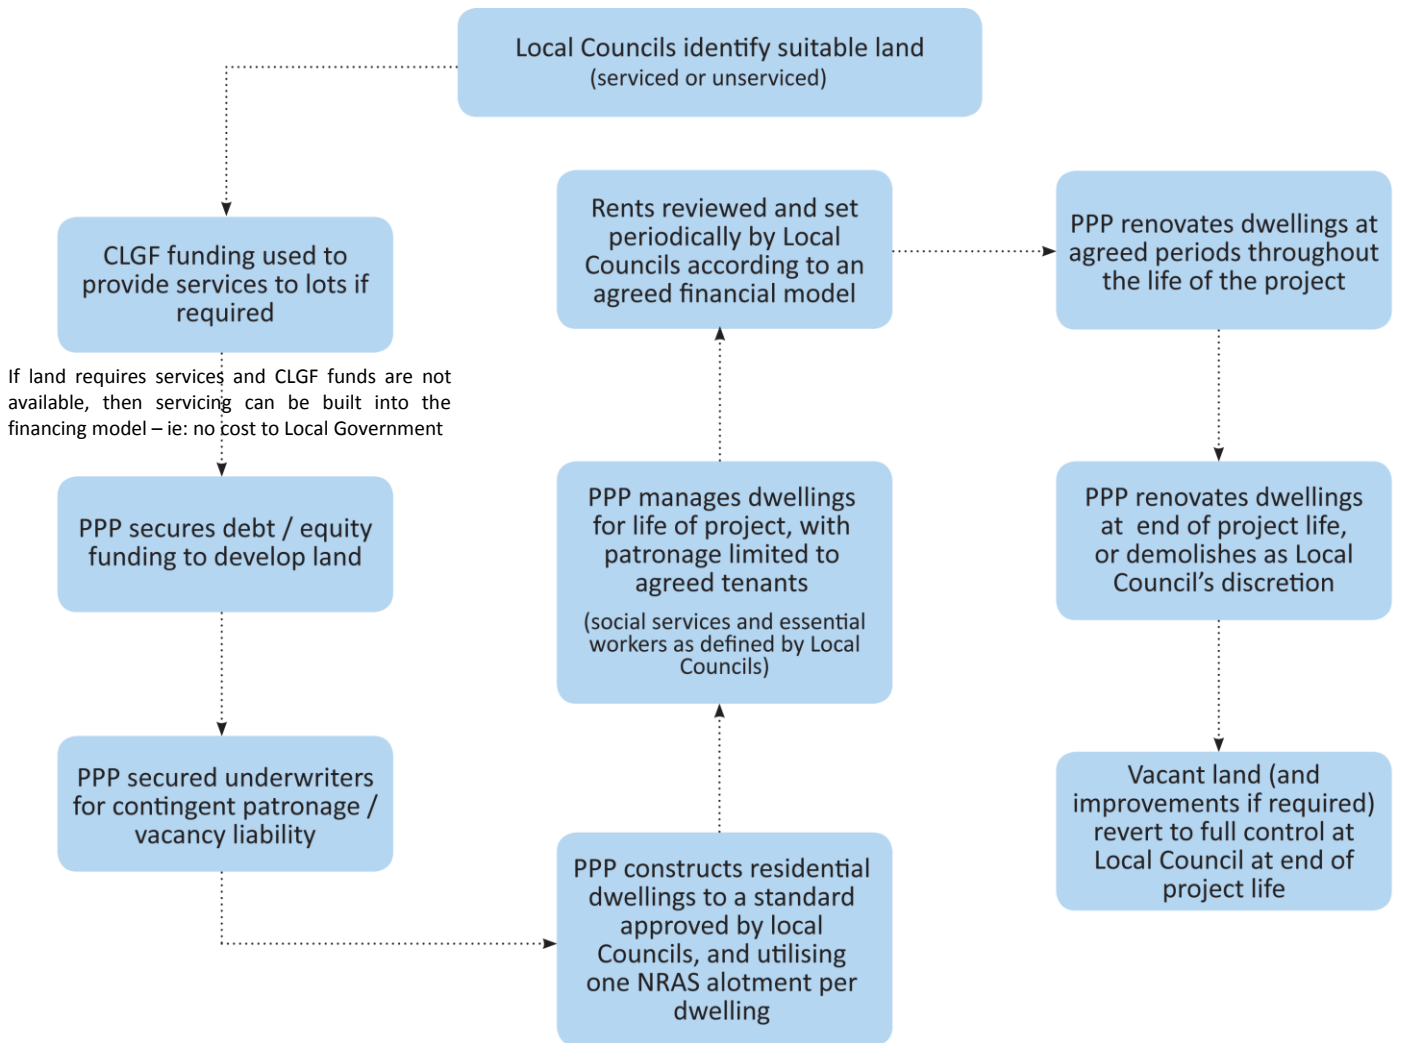 Local Councils identify suitable land
(serviced or unserviced)
CLGF funding used to
provide services to lots if
required
If land requires services and CLGF funds are not
available, then servicing can be built into the
financing model – ie: no cost to Local Government
PPP secures debt / equity
funding to develop land
PPP secured underwriters
for contingent patronage /
vacancy liability
PPP constructs residential
dwellings to a standard
approved by local
Councils, and utilising
one NRAS alotment per
dwelling
PPP manages dwellings
for life of project, with
patronage limited to
agreed tenants
(social services and essential
workers as defined by Local
Councils)
Rents reviewed and set
periodically by Local
Councils according to an
agreed financial model
PPP renovates dwellings at
agreed periods throughout
the life of the project
PPP renovates dwellings
at end of project life,
or demolishes as Local
Council’s discretion
Vacant land (and
improvements if required)
revert to full control at
Local Council at end of
project life